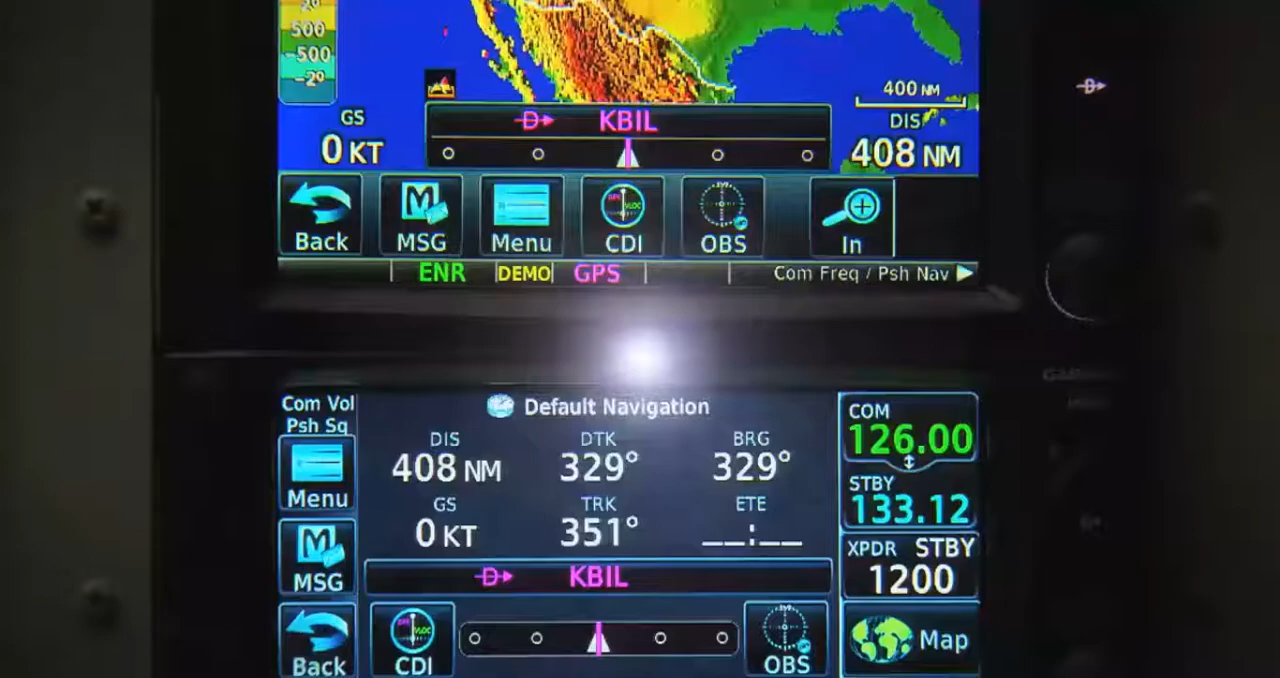 500
-500
400 NM
GS
KBIL
DIS
0 KT
408 NM
Back
MSG
Menu
CDI
OBS
In
ENR
DEMO
GPS
Com Freq / Psh Nav
Com Vol
Psh Sq
Default Navigation
COM
126.00
DIS
DTK
BRG
408 NM
329°
329°
Menu
GS
TRK
ETE
STBY
133.12
0 KT
351°
__:__
MSG
XPDR STBY
1200
KBIL
Back
CDI
OBS
Map